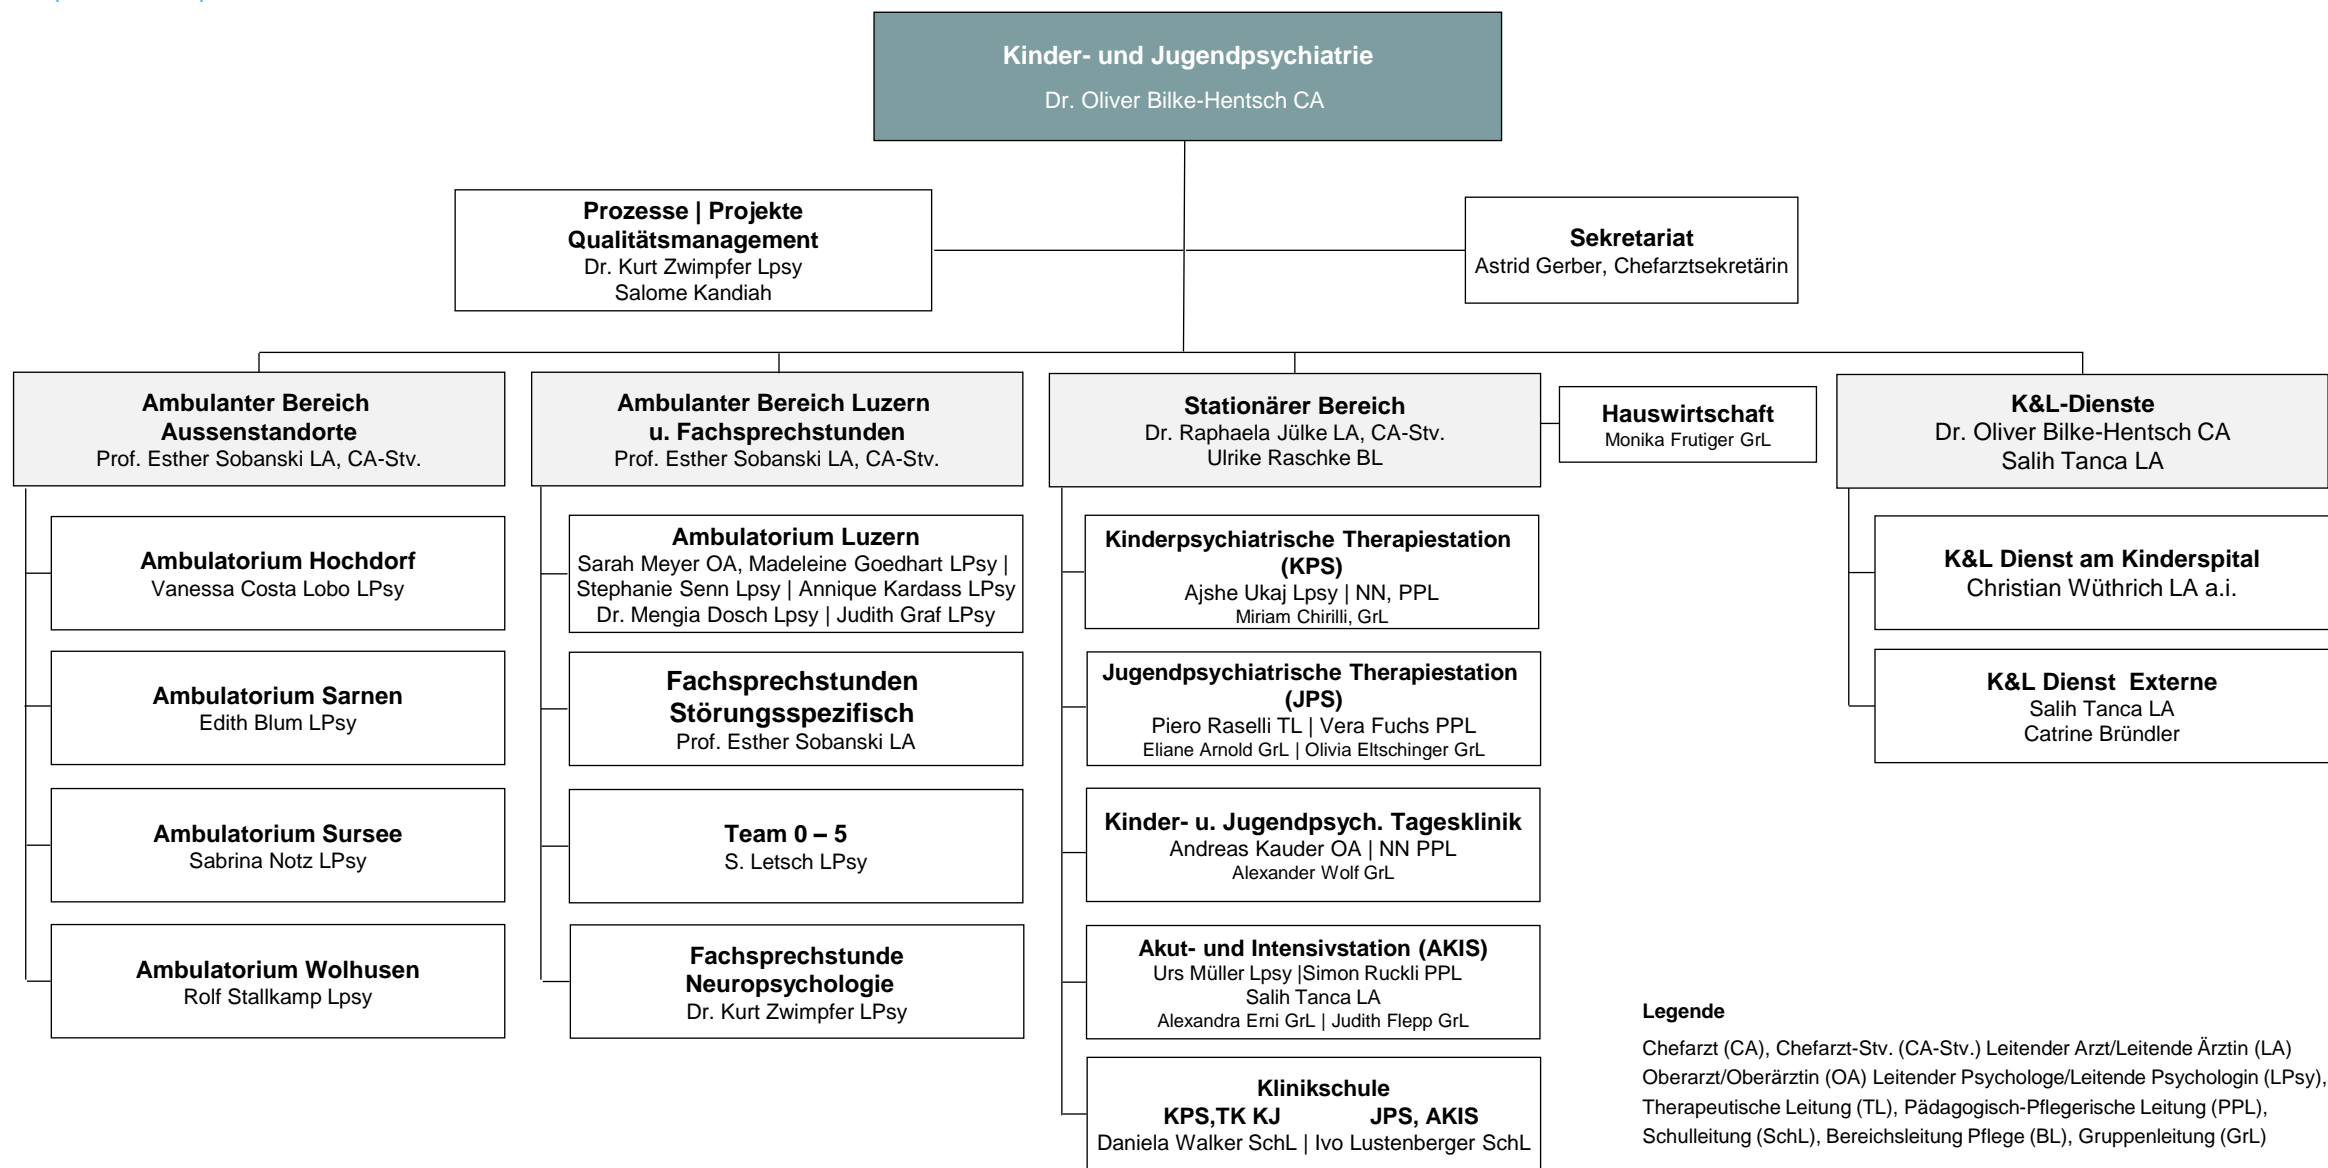 Kinder- und Jugendpsychiatrie
Dr. Oliver Bilke-Hentsch CA
Prozesse | Projekte
Qualitätsmanagement
Dr. Kurt Zwimpfer Lpsy
Salome Kandiah
Sekretariat
Astrid Gerber, Chefarztsekretärin
Ambulanter Bereich
Aussenstandorte
Prof. Esther Sobanski LA, CA-Stv.
Ambulatorium Hochdorf
Vanessa Costa Lobo LPsy
Ambulatorium Sarnen
Edith Blum LPsy
Ambulatorium Sursee
Sabrina Notz LPsy
Ambulatorium Wolhusen
Rolf Stallkamp Lpsy
Ambulanter Bereich Luzern
u. Fachsprechstunden
Prof. Esther Sobanski LA, CA-Stv.
Ambulatorium Luzern
Sarah Meyer OA, Madeleine Goedhart LPsy |
Stephanie Senn Lpsy | Annique Kardass LPsy
Dr. Mengia Dosch Lpsy | Judith Graf LPsy
Fachsprechstunden
Störungsspezifisch
Prof. Esther Sobanski LA
Team 0 – 5
S. Letsch LPsy
Fachsprechstunde
Neuropsychologie
Dr. Kurt Zwimpfer LPsy
Stationärer Bereich
Dr. Raphaela Jülke LA, CA-Stv.
Ulrike Raschke BL
Hauswirtschaft
Monika Frutiger GrL
Kinderpsychiatrische Therapiestation
(KPS)
Ajshe Ukaj Lpsy | NN, PPL
Miriam Chirilli, GrL
Jugendpsychiatrische Therapiestation
(JPS)
Piero Raselli TL | Vera Fuchs PPL
Eliane Arnold GrL | Olivia Eltschinger GrL
Kinder- u. Jugendpsych. Tagesklinik
Andreas Kauder OA | NN PPL
Alexander Wolf GrL
Akut- und Intensivstation (AKIS)
Urs Müller Lpsy |Simon Ruckli PPL
Salih Tanca LA
Alexandra Erni GrL | Judith Flepp GrL
Klinikschule
KPS,TK KJ JPS, AKIS
Daniela Walker SchL | Ivo Lustenberger SchL
K&L-Dienste
Dr. Oliver Bilke-Hentsch CA
Salih Tanca LA
K&L Dienst am Kinderspital
Christian Wüthrich LA a.i.
K&L Dienst Externe
Salih Tanca LA
Catrine Bründler
Legende
Chefarzt (CA), Chefarzt-Stv. (CA-Stv.) Leitender Arzt/Leitende Ärztin (LA)
Oberarzt/Oberärztin (OA) Leitender Psychologe/Leitende Psychologin (LPsy),
Therapeutische Leitung (TL), Pädagogisch-Pflegerische Leitung (PPL),
Schulleitung (SchL), Bereichsleitung Pflege (BL), Gruppenleitung (GrL)